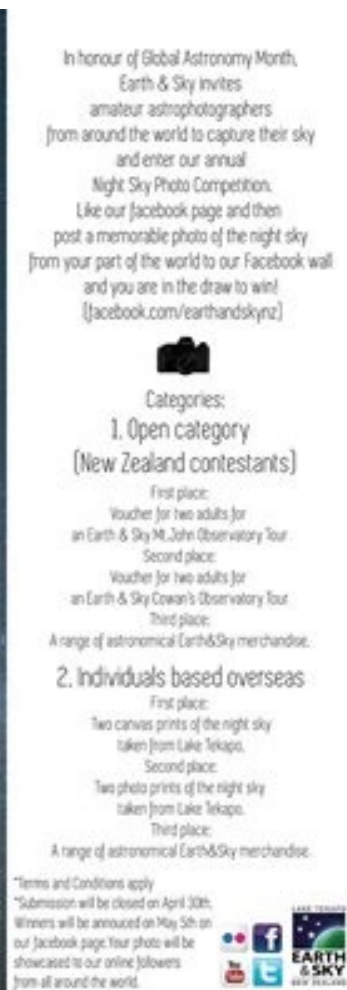 In honour of Global Astronomy Month,
Earth & Sky invites
amateur astrophotographers
from around the world to capture their sky
and enter our annual
Night Sky Photo Competition.
Like our facebook page and then
post a memorable photo of the night sky
from your part of the world to our Facebook wall
and you are in the draw to win!
(facebook.com/earthandskynz)
Categories:
1. Open category
(New Zealand contestants)
First place:
Voucher for two adults for
an Earth & Sky Mt.John Observatory Tour
Second place:
Voucher for two adults for
an Earth & Sky Cowan's Observatory Tour
Third place:
A range of astronomical Earth&Sky merchandise.
2. Individuals based overseas
First place:
Two canvas prints of the night sky
taken from Lake Tekapo.
Second place:
Two photo prints of the night sky
taken from Lake Tekapo.
Third place:
A range of astronomical Earth&Sky merchandise.
*Terms and Conditions apply
*Submission will be closed on April 30th.
Winners will be annouced on May 5th on
our facebook page.Your photo will be
showcased to our online followers
from all around the world.
LAKE TEKAPO
EARTH
& SKY
NEW ZEALAND